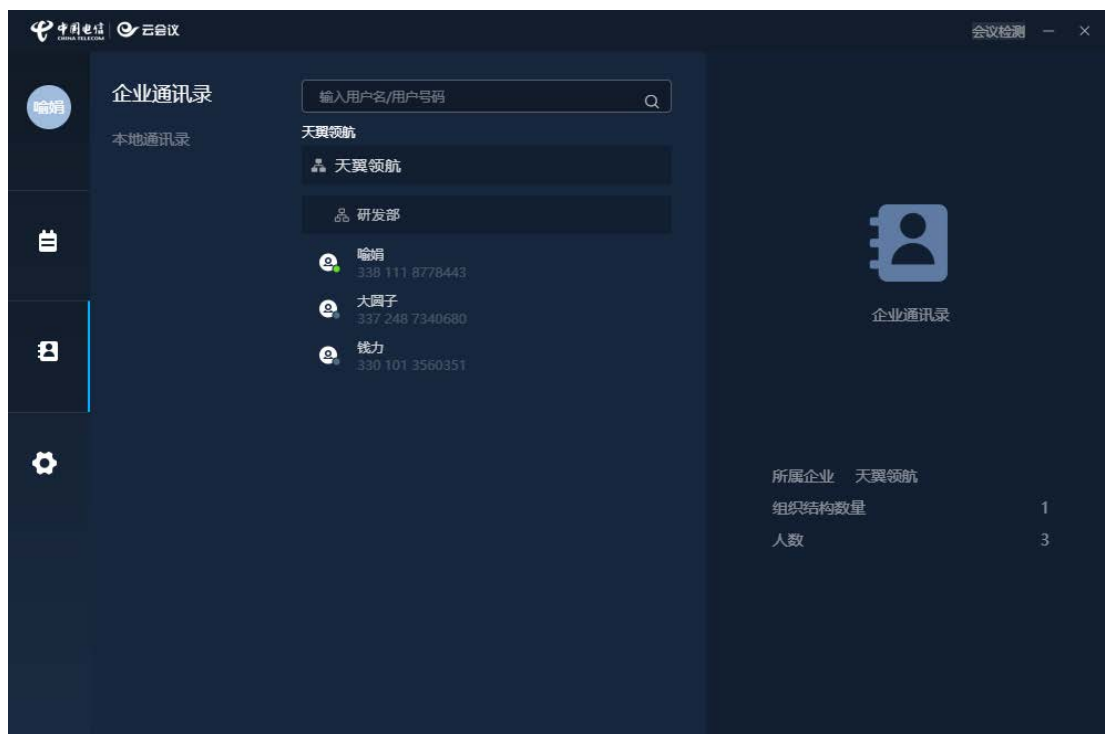 中国电信 云会议
CHINA TELECOM
会议检测
喻娟
企业通讯录
本地通讯录
输入用户名/用户号码
天翼领航
天翼领航
研发部
喻娟
338 111 8778443
大圆子
337 248 7340680
钱力
330 101 3560351
企业通讯录
所属企业 天翼领航
组织结构数量 1
人数 3